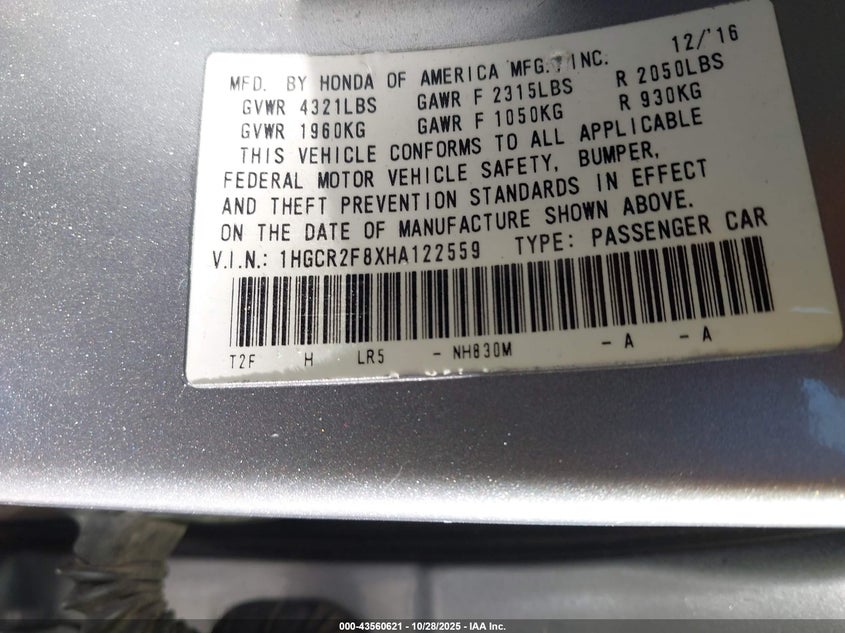 MFD. BY HONDA OF AMERICA MFG., INC. 12/'16
GVWR 4321LBS GAWR F 2315LBS R 2050LBS
GVWR 1960KG GAWR F 1050KG R 930KG
THIS VEHICLE CONFORMS TO ALL APPLICABLE
FEDERAL MOTOR VEHICLE SAFETY, BUMPER,
AND THEFT PREVENTION STANDARDS IN EFFECT
ON THE DATE OF MANUFACTURE SHOWN ABOVE.
V.I.N.: 1HGCR2F8XHA122559 TYPE: PASSENGER CAR
T2F H LR5 - NH830M - A - A
000-43560621 - 10/28/2025 - IAA Inc.